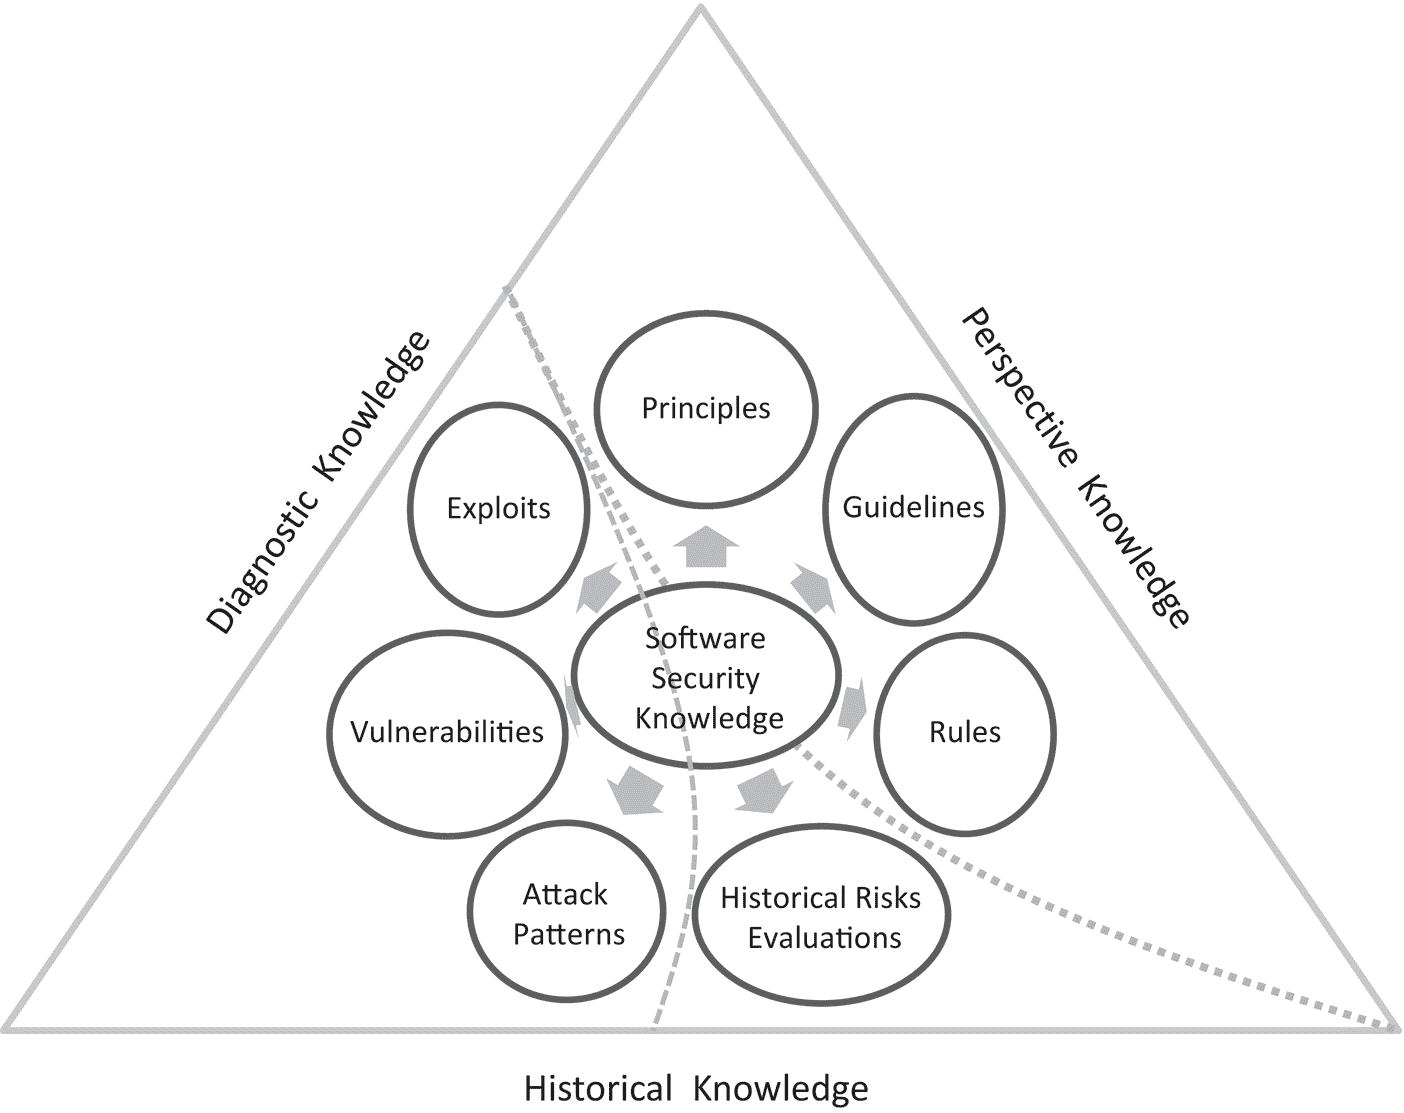 Diagnostic Knowledge
Perspective Knowledge
Principles
Exploits
Guidelines
Software
Security
Knowledge
Vulnerabilities
Rules
Attack
Patterns
Historical Risks
Evaluations
Historical Knowledge